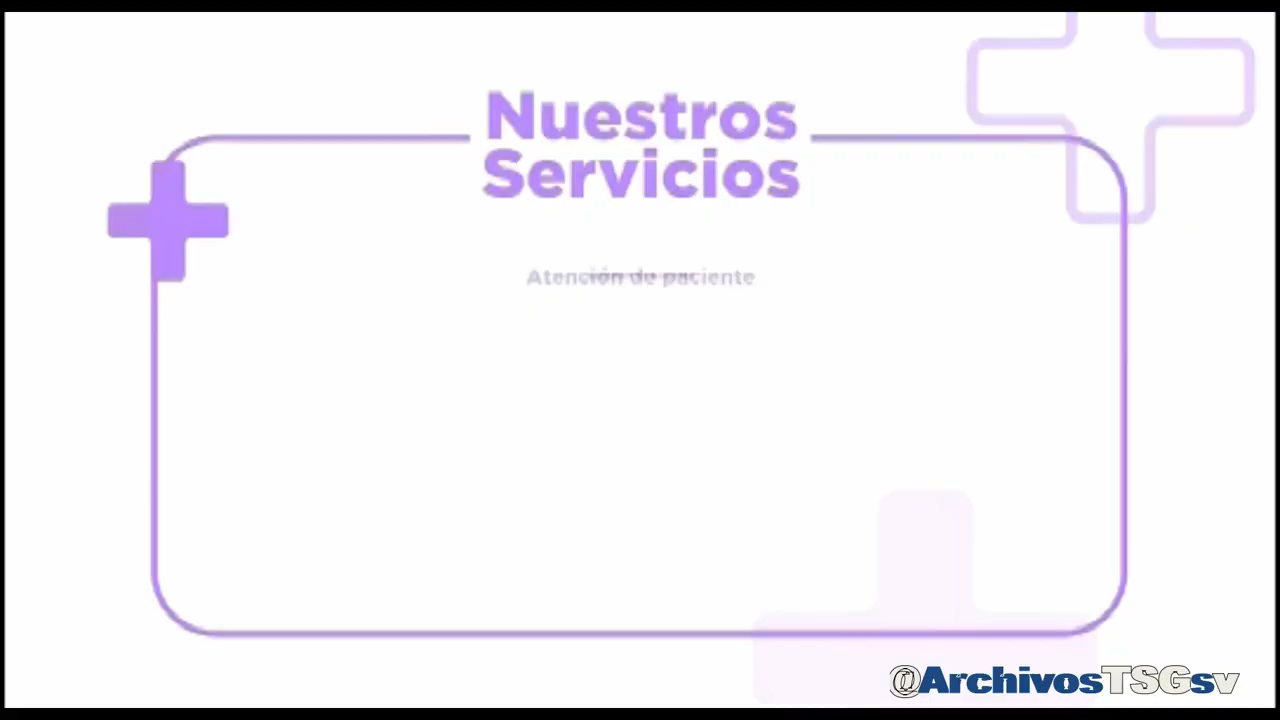 Nuestros
Servicios
Atención de paciente
@ArchivosTSGsv